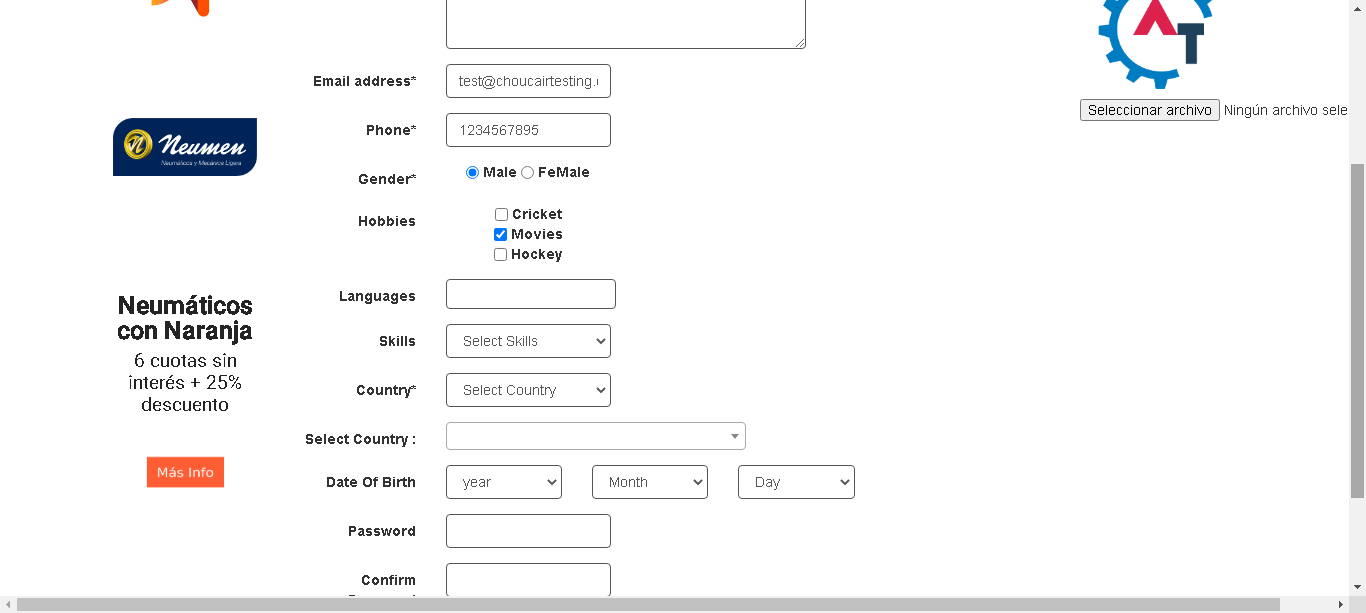 AT
Email address*
test@choucairtesting.
Seleccionar archivo Ningún archivo sele
Phone*
1234567895
N Neumen
Neumáticos y Mecánica Ligera
Gender*
Male FeMale
Hobbies
Cricket
Movies
Hockey
Languages
Neumáticos
con Naranja
6 cuotas sin
interés + 25%
descuento
Más Info
Skills
Select Skills
Country*
Select Country
Select Country :
Date Of Birth
year Month Day
Password
Confirm